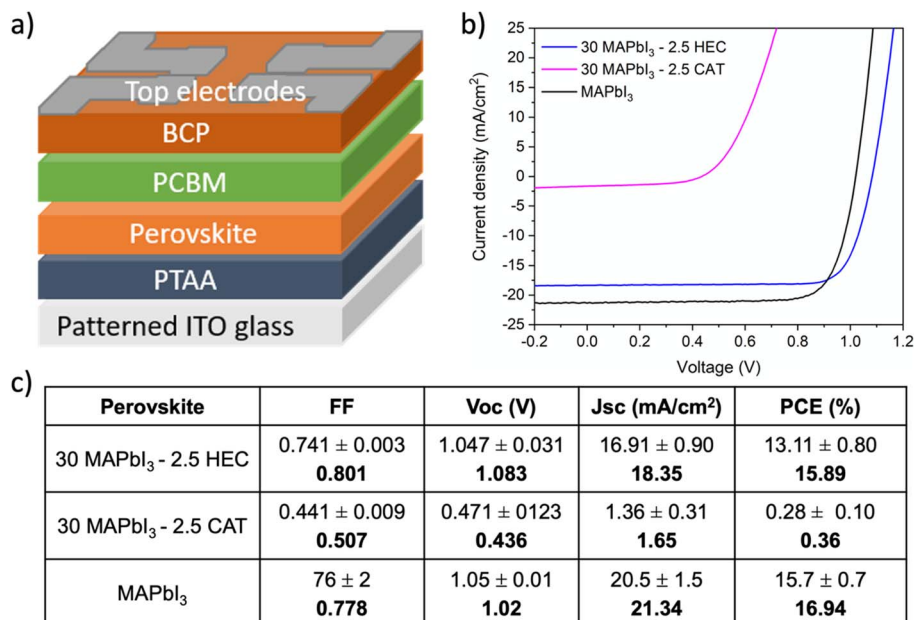 a)
Top electrodes
BCP
PCBM
Perovskite
PTAA
Patterned ITO glass
b)
30 MAPbI₃ - 2.5 HEC
30 MAPbI₃ - 2.5 CAT
MAPbI₃
Current density (mA/cm²)
25
20
15
10
5
0
-5
-10
-15
-20
-25
-0.2 0.0 0.2 0.4 0.6 0.8 1.0 1.2
Voltage (V)
c)
Perovskite FF Voc (V) Jsc (mA/cm²) PCE (%)
30 MAPbI₃ - 2.5 HEC
0.741 ± 0.003 1.047 ± 0.031 16.91 ± 0.90 13.11 ± 0.80
0.801 1.083 18.35 15.89
30 MAPbI₃ - 2.5 CAT
0.441 ± 0.009 0.471 ± 0123 1.36 ± 0.31 0.28 ± 0.10
0.507 0.436 1.65 0.36
MAPbI₃
76 ± 2 1.05 ± 0.01 20.5 ± 1.5 15.7 ± 0.7
0.778 1.02 21.34 16.94